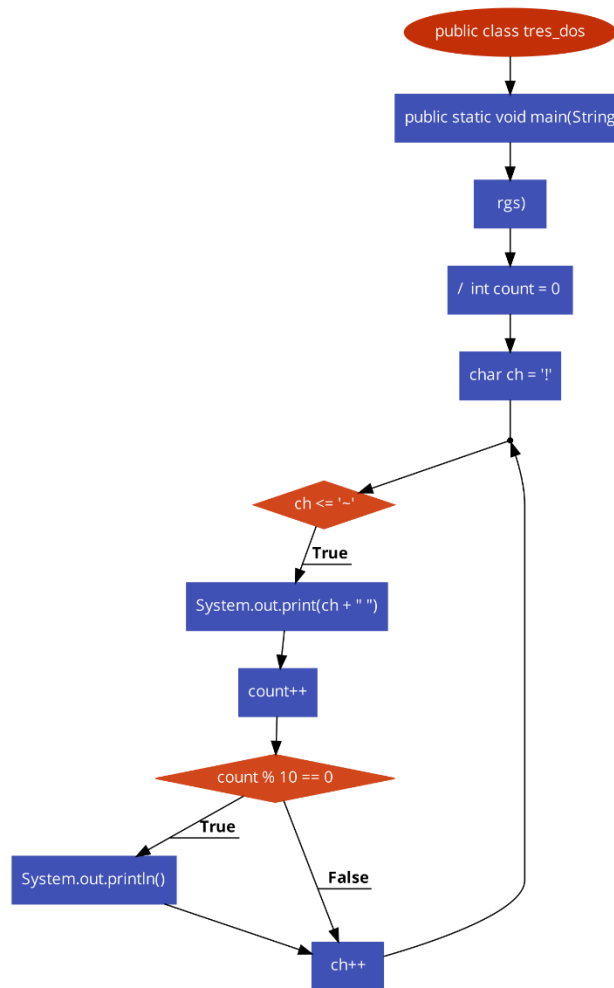 public class tres_dos
public static void main(String
rgs)
/ int count = 0
char ch = '!'
ch <= '~'
True
System.out.print(ch + " ")
count++
count % 10 == 0
True
System.out.println()
False
ch++